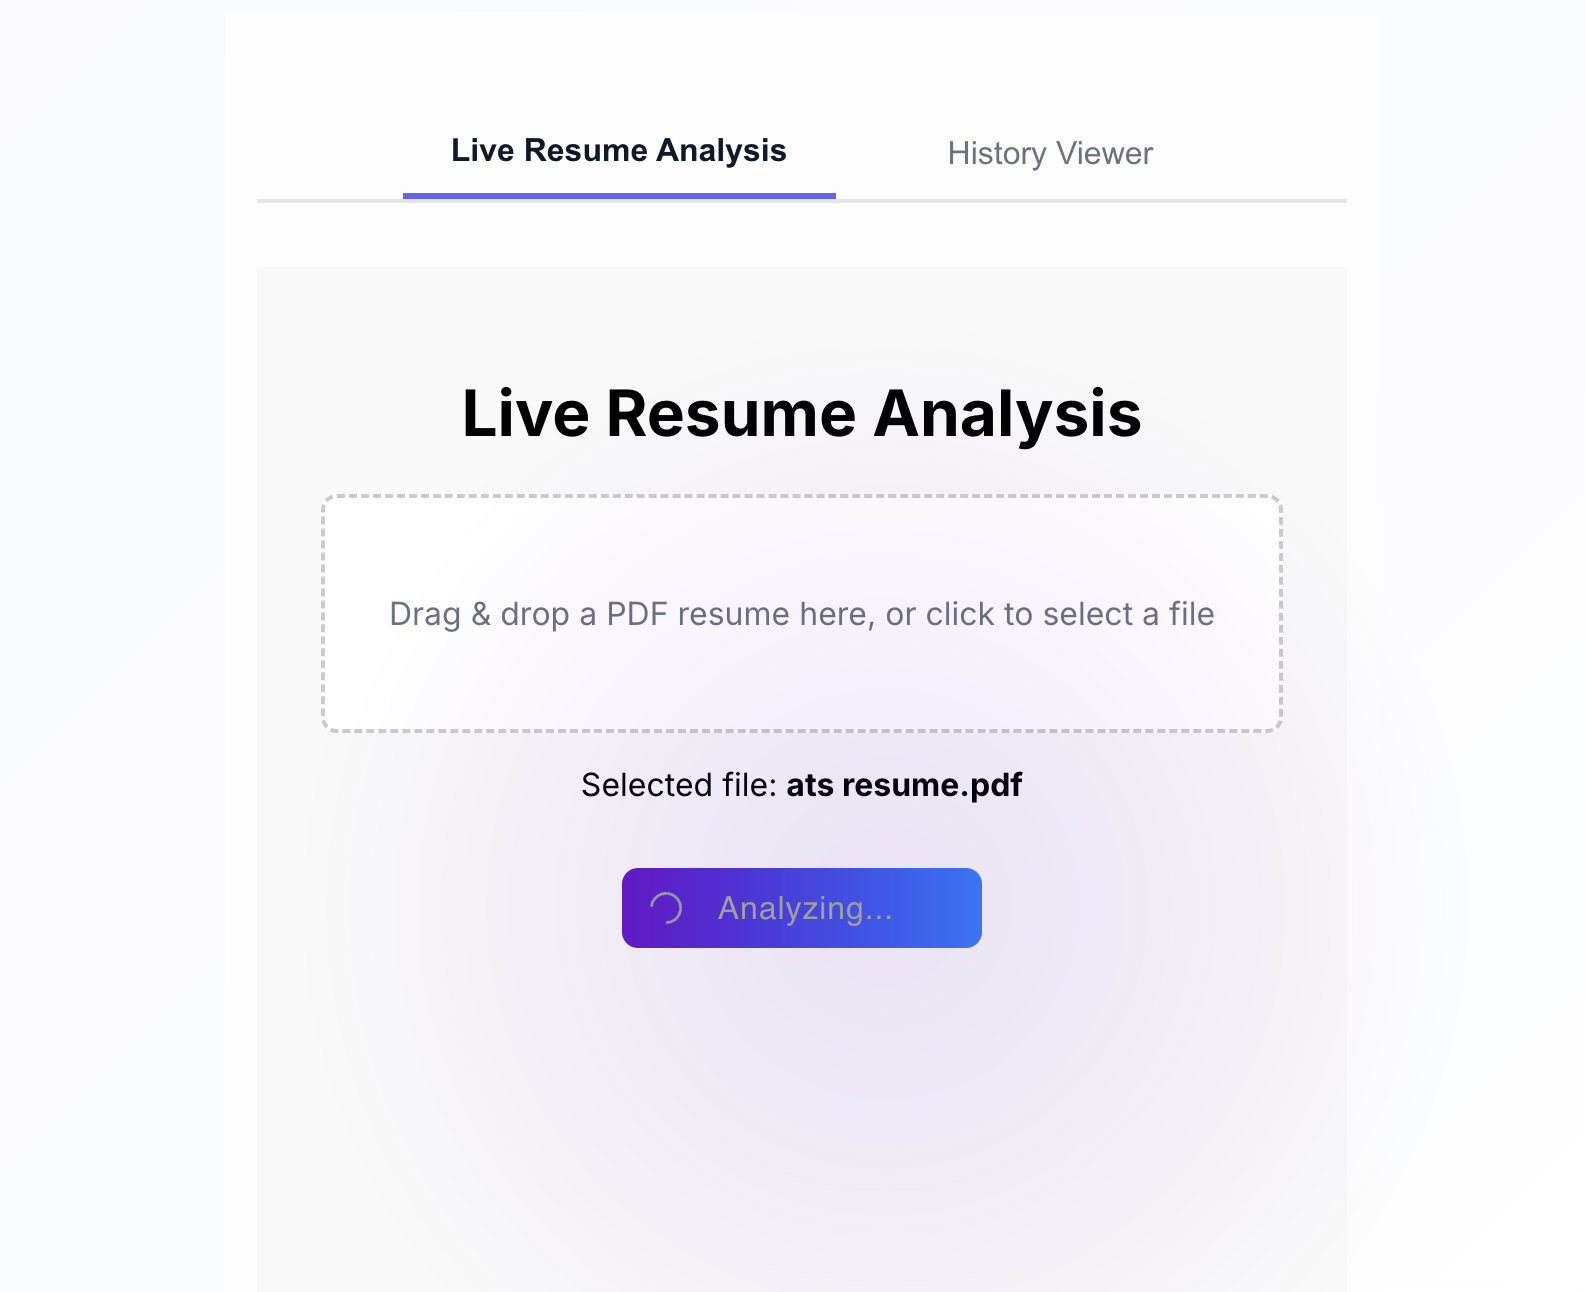 Live Resume Analysis
History Viewer
Live Resume Analysis
Drag & drop a PDF resume here, or click to select a file
Selected file: ats resume.pdf
Analyzing...